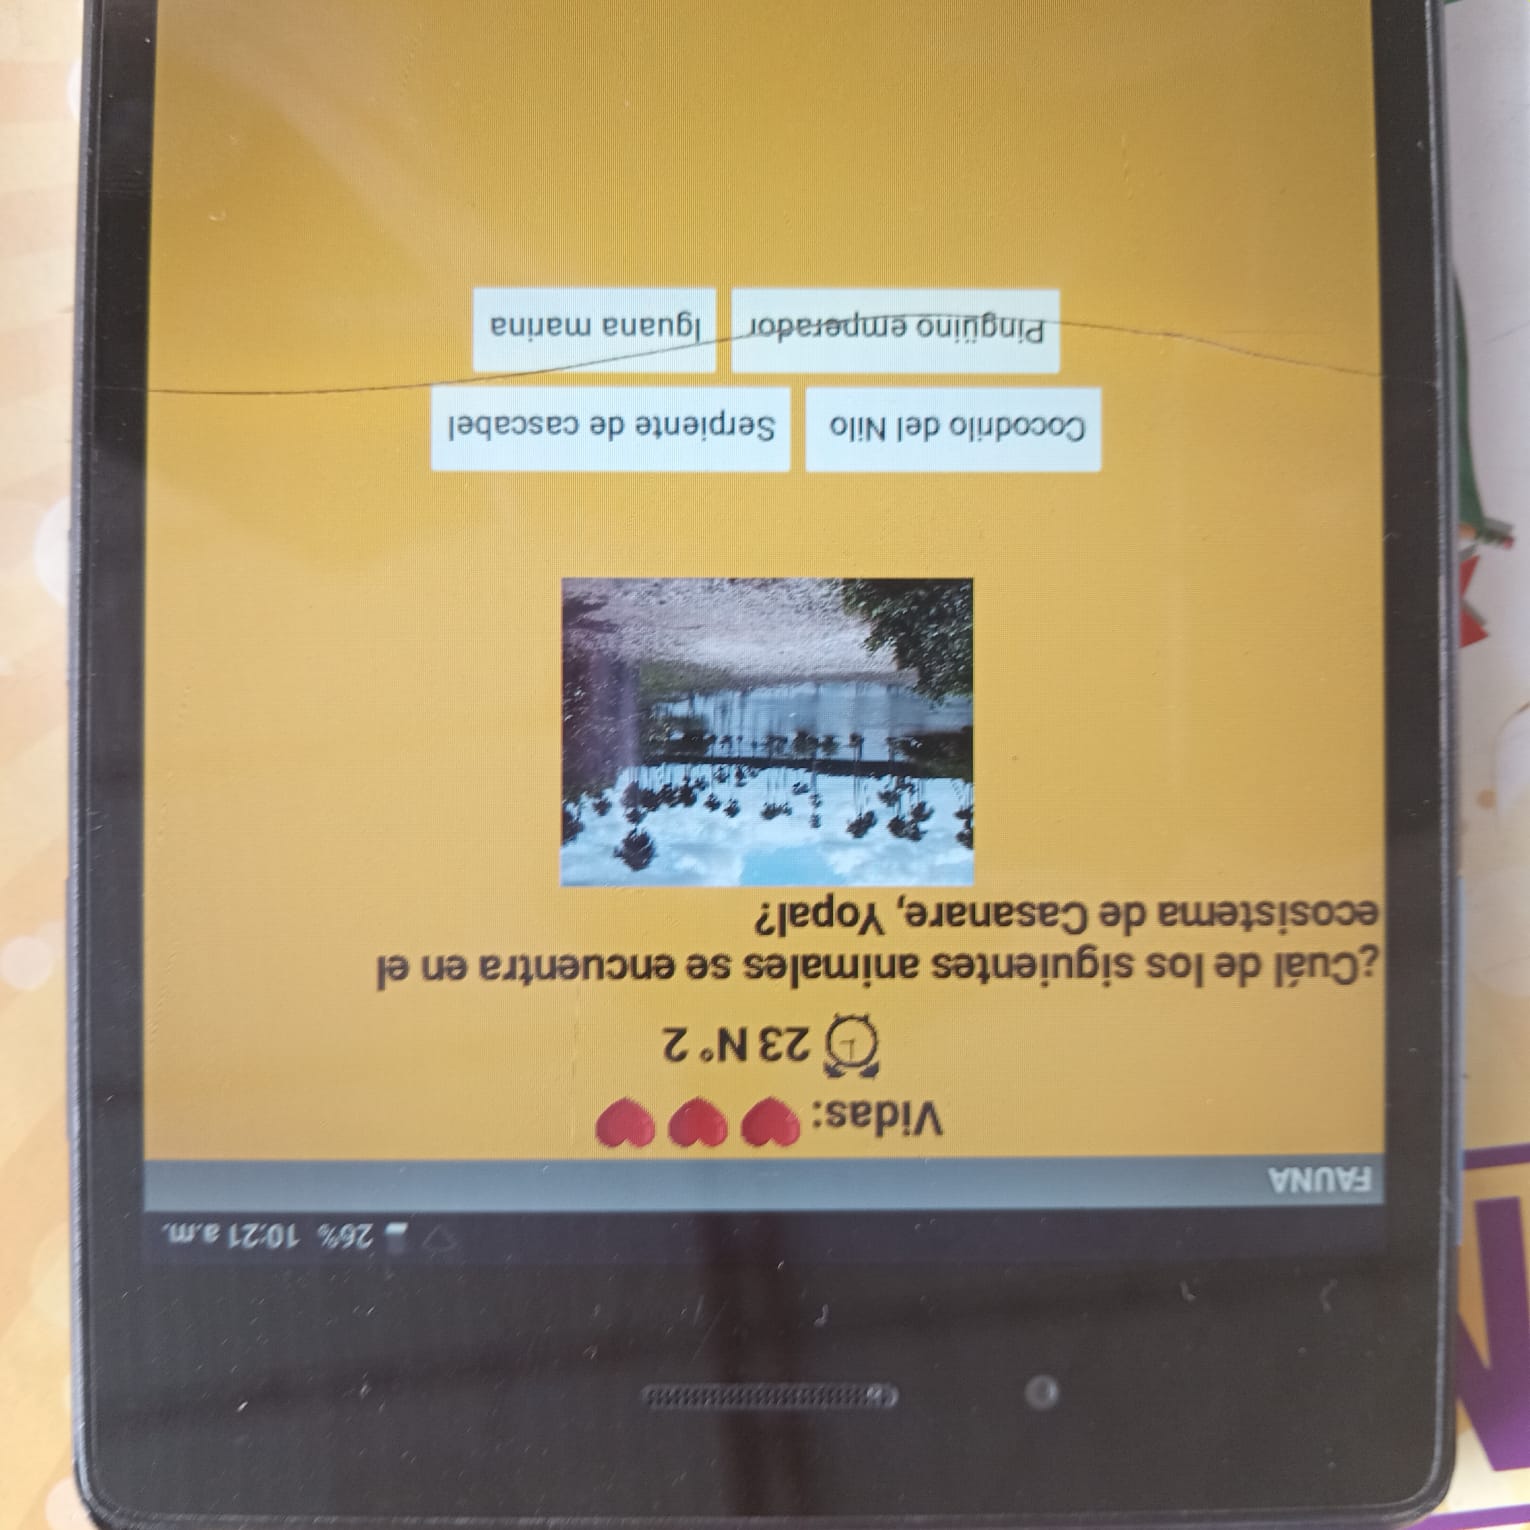 26% 10:21 a.m.
FAUNA
Vidas:
23 N° 2
¿Cuál de los siguientes animales se encuentra en el
ecosistema de Casanare, Yopal?
Cocodrilo del Nilo
Serpiente de cascabel
Pingüino emperador
Iguana marina